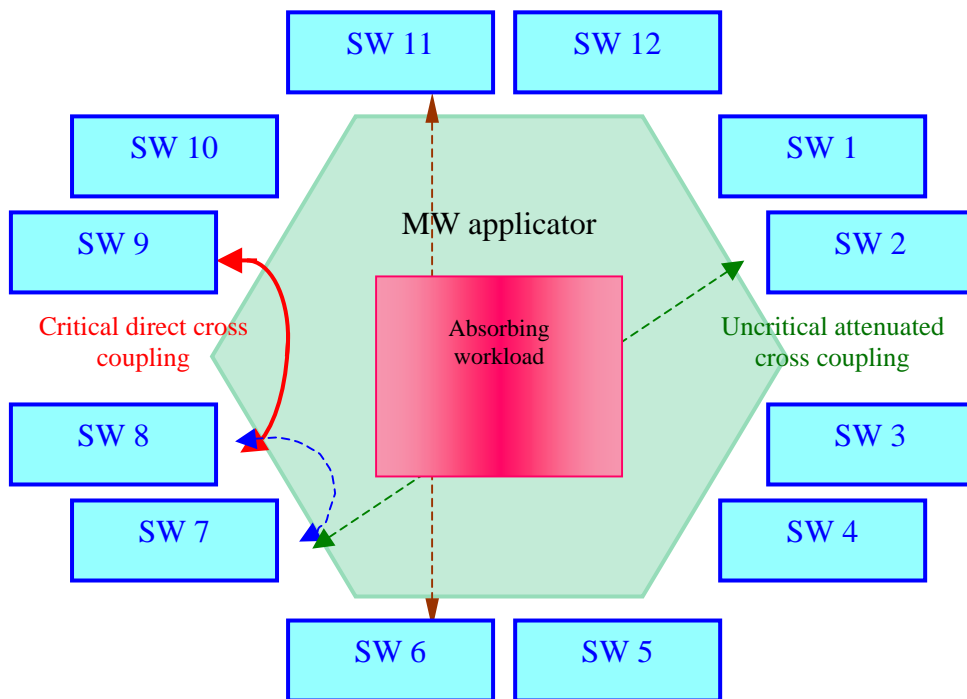 SW 11
SW 12
SW 10
SW 1
MW applicator
SW 9
SW 2
Critical direct cross
coupling
Absorbing
workload
Uncritical attenuated
cross coupling
SW 8
SW 3
SW 7
SW 4
SW 6
SW 5